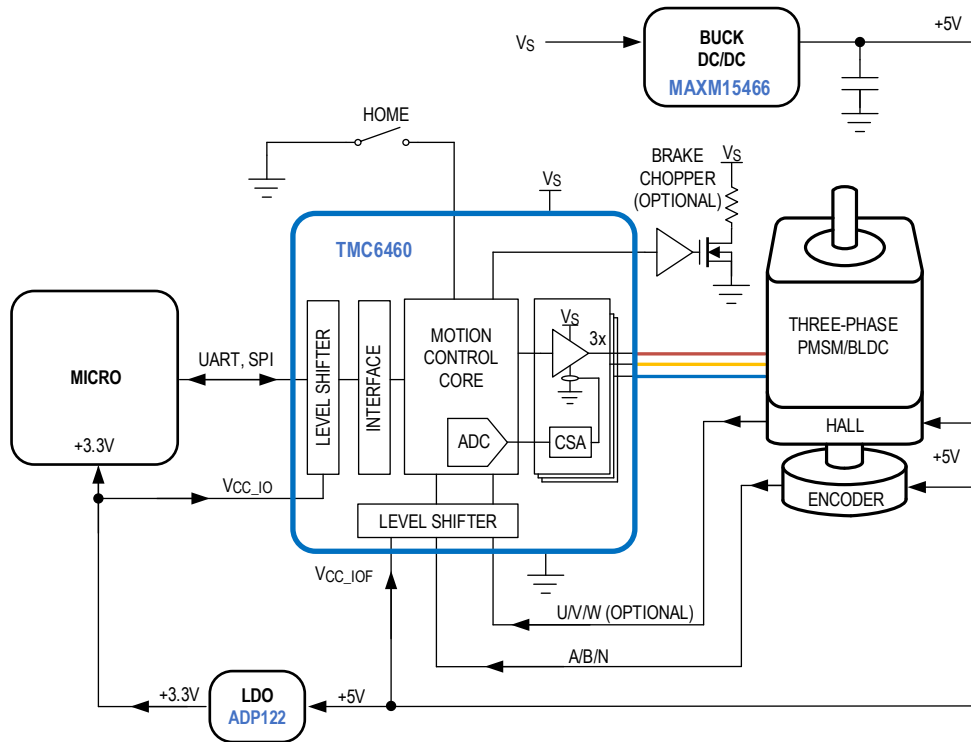 VS
BUCK
DC/DC
MAXM15466
+5V
HOME
BRAKE
CHOPPER
(OPTIONAL)
VS
VS
TMC6460
MICRO
+3.3V
UART, SPI
LEVEL SHIFTER
INTERFACE
MOTION
CONTROL
CORE
ADC
VS
3x
CSA
THREE-PHASE
PMSM/BLDC
HALL
+5V
ENCODER
VCC_IO
LEVEL SHIFTER
VCC_IOF
U/V/W (OPTIONAL)
A/B/N
+3.3V
LDO
ADP122
+5V